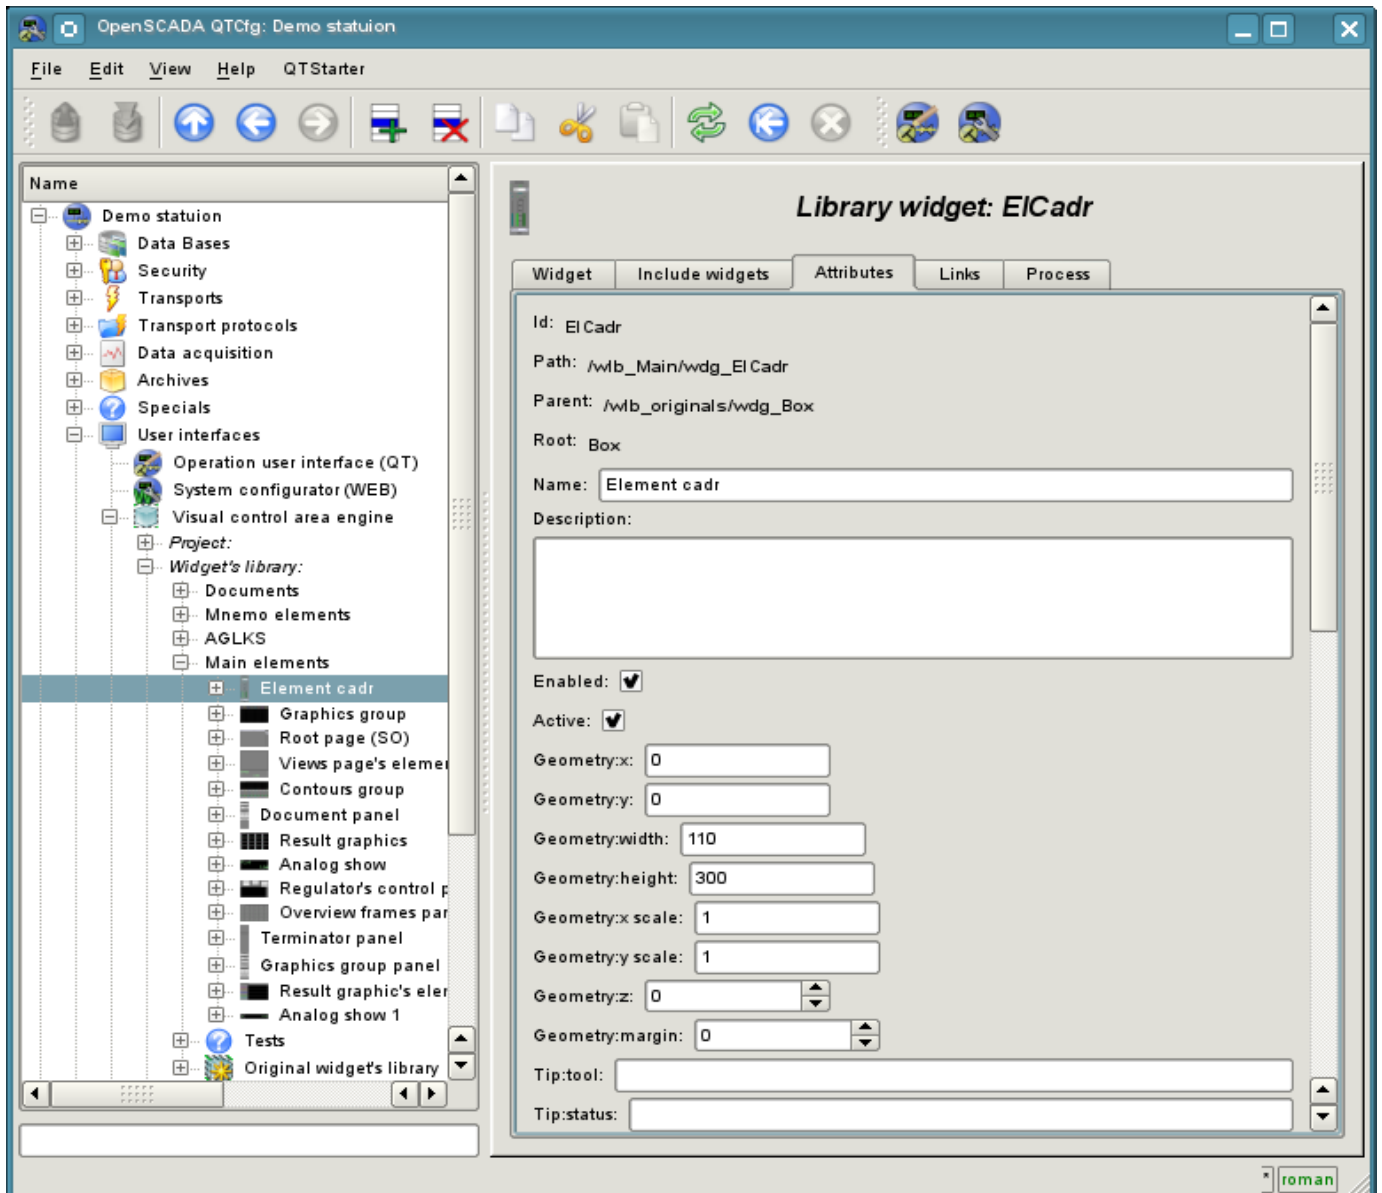 OpenSCADA QTCfg: Demo statuion
File Edit View Help QTStarter
Name
Demo statuion
Data Bases
Security
Transports
Transport protocols
Data acquisition
Archives
Specials
User interfaces
Operation user interface (QT)
System configurator (WEB)
Visual control area engine
Project:
Widget's library:
Documents
Mnemo elements
AGLKS
Main elements
Element cadr
Graphics group
Root page (SO)
Views page's elemer
Contours group
Document panel
Result graphics
Analog show
Regulator's control p
Overview frames par
Terminator panel
Graphics group panel
Result graphic's eler
Analog show 1
Tests
Original widget's library
Library widget: ElCadr
Widget Include widgets Attributes Links Process
Id: ElCadr
Path: /wlb_Main/wdg_ElCadr
Parent: /wlb_originals/wdg_Box
Root: Box
Name: Element cadr
Description:
Enabled:
Active:
Geometry:x: 0
Geometry:y: 0
Geometry:width: 110
Geometry:height: 300
Geometry:x scale: 1
Geometry:y scale: 1
Geometry:z: 0
Geometry:margin: 0
Tip:tool:
Tip:status:
* roman